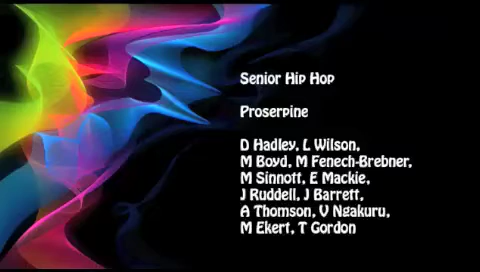 Senior Hip Hop
Proserpine
D Hadley, L Wilson,
M Boyd, M Fenech-Brebner,
M Sinnott, E Mackie,
J Ruddell, J Barrett,
A Thomson, V Ngakuru,
M Ekert, T Gordon